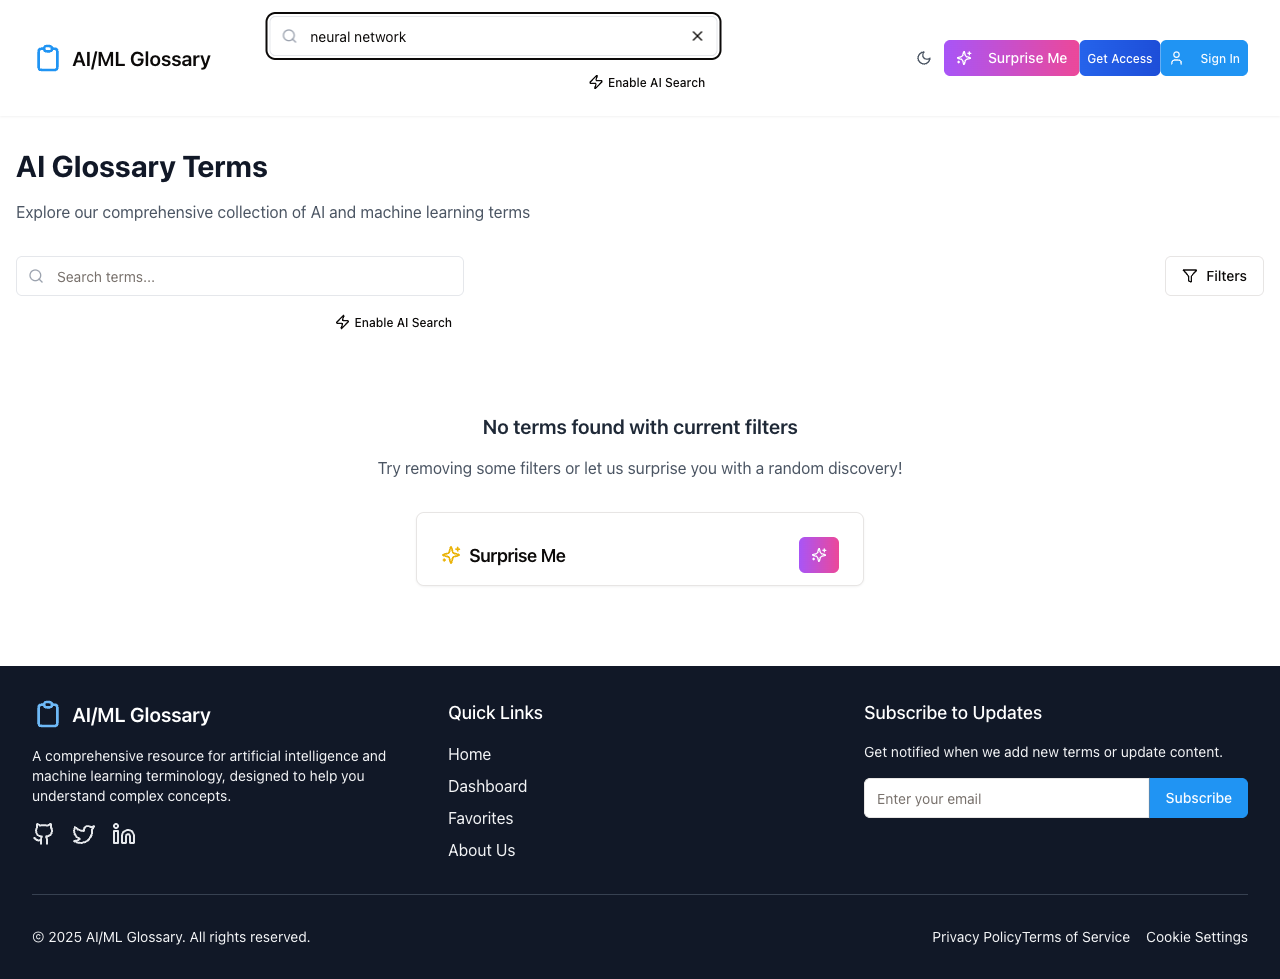 AI/ML Glossary
neural network
Enable AI Search
Surprise Me
Get Access
Sign In
AI Glossary Terms
Explore our comprehensive collection of AI and machine learning terms
Search terms...
Filters
Enable AI Search
No terms found with current filters
Try removing some filters or let us surprise you with a random discovery!
Surprise Me
AI/ML Glossary
A comprehensive resource for artificial intelligence and
machine learning terminology, designed to help you
understand complex concepts.
Quick Links
Home
Dashboard
Favorites
About Us
Subscribe to Updates
Get notified when we add new terms or update content.
Enter your email
Subscribe
© 2025 AI/ML Glossary. All rights reserved.
Privacy Policy
Terms of Service
Cookie Settings